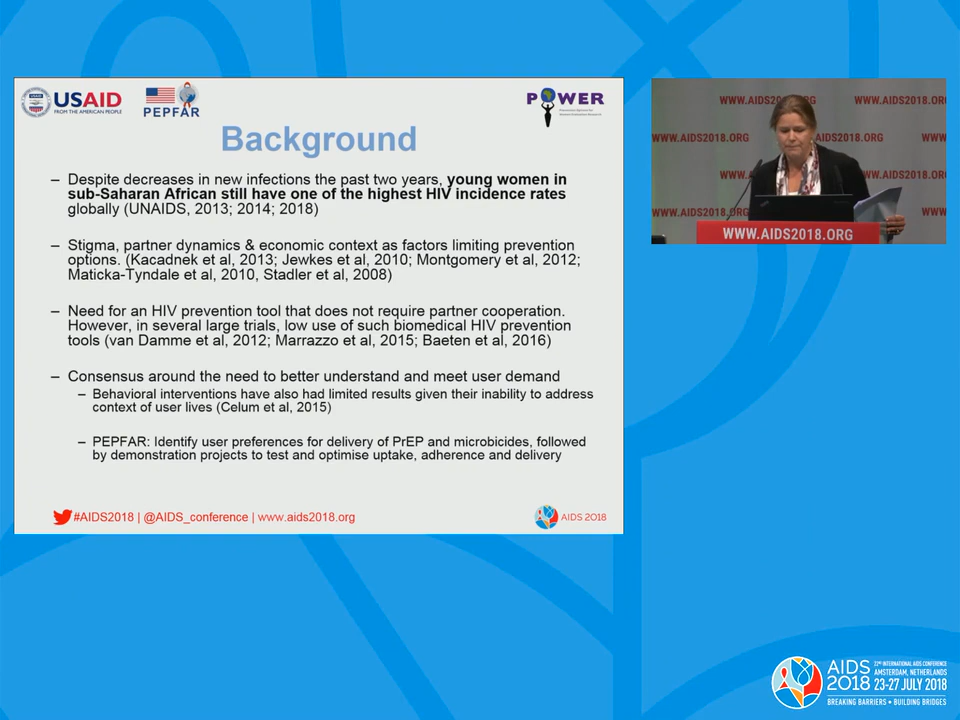 USAID
FROM THE AMERICAN PEOPLE
PEPFAR
POWER
Background
– Despite decreases in new infections the past two years, young women in
sub-Saharan African still have one of the highest HIV incidence rates
globally (UNAIDS, 2013; 2014; 2018)
– Stigma, partner dynamics & economic context as factors limiting prevention
options. (Kacadnek et al, 2013; Jewkes et al, 2010; Montgomery et al, 2012;
Maticka-Tyndale et al, 2010, Stadler et al, 2008)
– Need for an HIV prevention tool that does not require partner cooperation.
However, in several large trials, low use of such biomedical HIV prevention
tools (van Damme et al, 2012; Marrazzo et al, 2015; Baeten et al, 2016)
– Consensus around the need to better understand and meet user demand
– Behavioral interventions have also had limited results given their inability to address
context of user lives (Celum et al, 2015)
– PEPFAR: Identify user preferences for delivery of PrEP and microbicides, followed
by demonstration projects to test and optimise uptake, adherence and delivery
#AIDS2018 | @AIDS_conference | www.aids2018.org
AIDS 2018
WWW.AIDS2018.ORG
WWW.AIDS2018.OR
WWW.AIDS2018.ORG
AIDS2018.ORG
WWW
WWW.AIDS2018.OR
WWW.AIDS2018.ORG
WWW
WWW.AIDS2018.ORG
AIDS
2018
22ND INTERNATIONAL AIDS CONFERENCE
AMSTERDAM, NETHERLANDS
23-27 JULY 2018
BREAKING BARRIERS • BUILDING BRIDGES